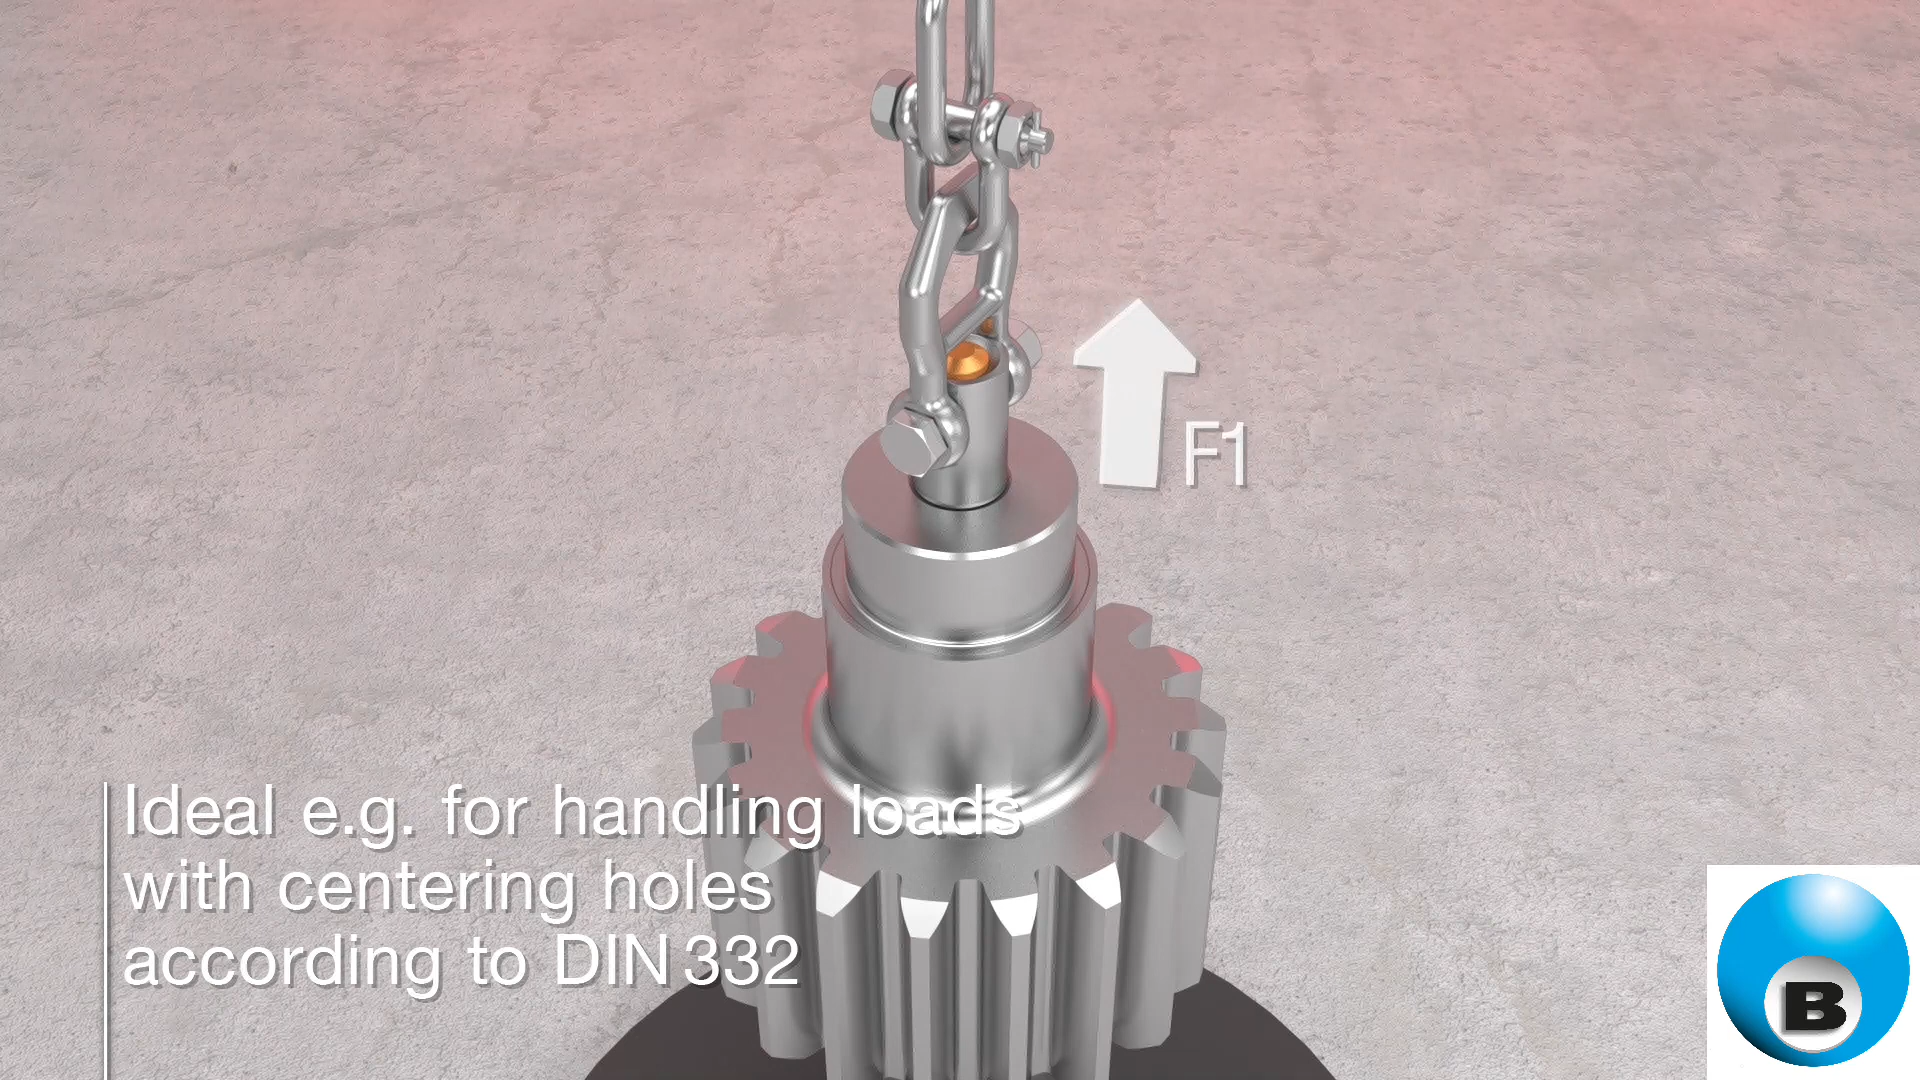 F1
Ideal e.g. for handling loads
with centering holes
according to DIN 332
B